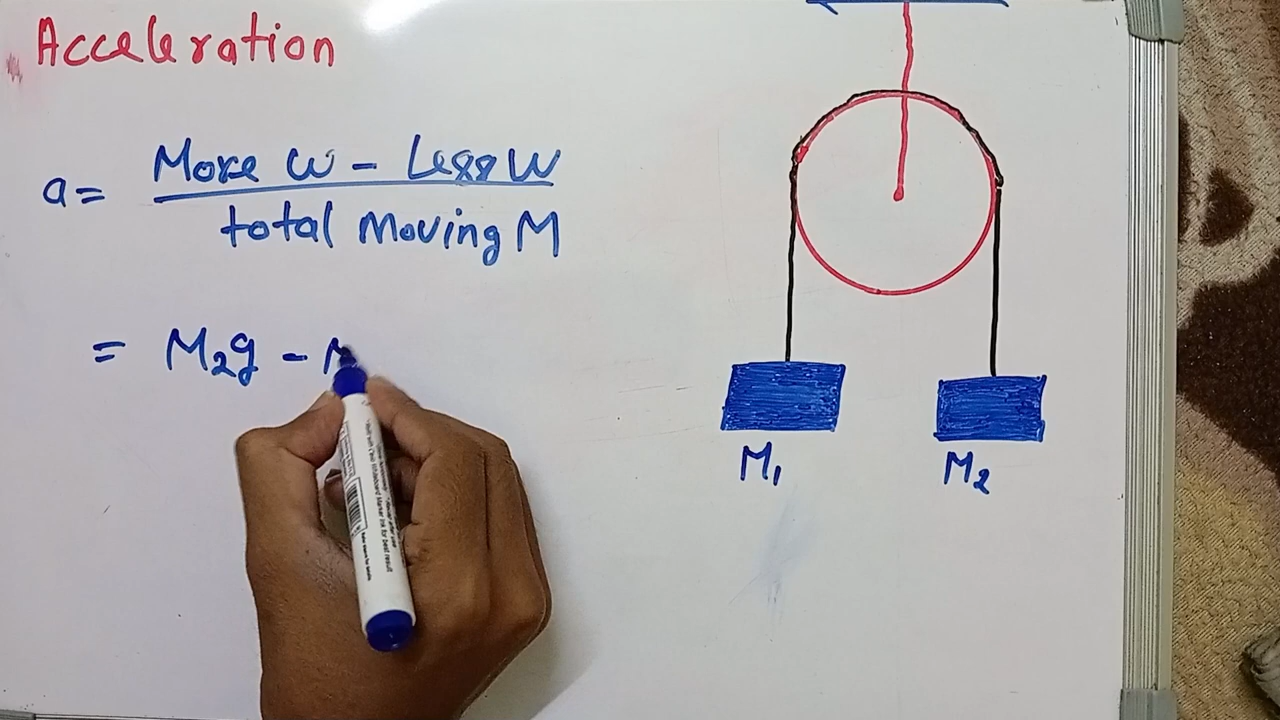 Acceleration
a = More W - Less W
total Moving M
= M₂g - M
M₁
M₂